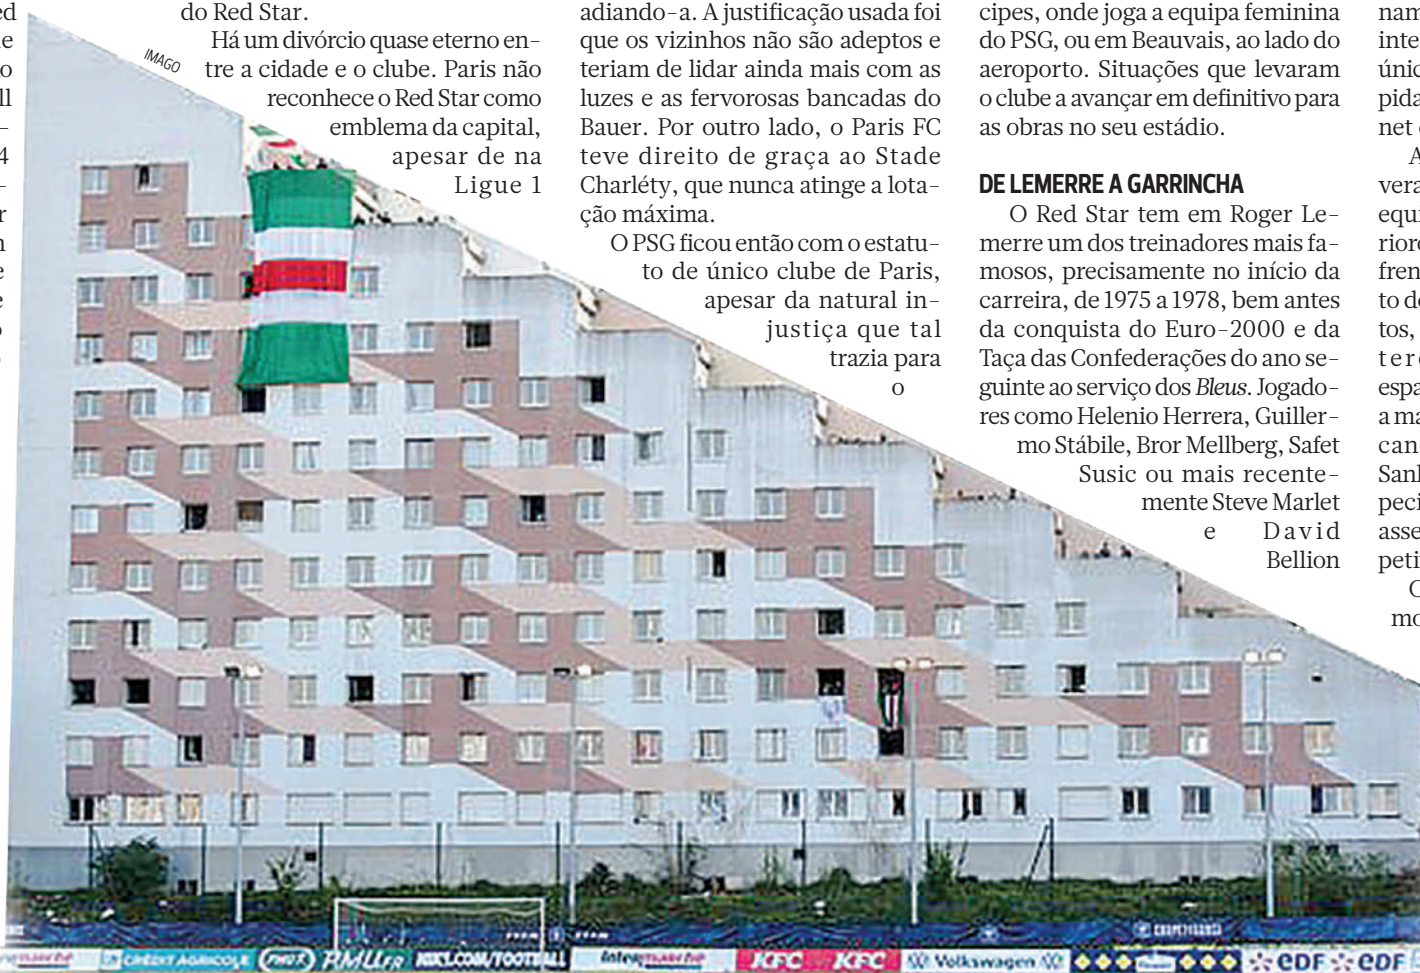 do Red Star.
Há um divórcio quase eterno en-
tre a cidade e o clube. Paris não
reconhece o Red Star como
emblema da capital,
apesar de na
Ligue 1
IMAGO
adiando-a. A justificação usada foi
que os vizinhos não são adeptos e
teriam de lidar ainda mais com as
luzes e as fervorosas bancadas do
Bauer. Por outro lado, o Paris FC
teve direito de graça ao Stade
Charléty, que nunca atinge a lota-
ção máxima.
O PSG ficou então com o estatu-
to de único clube de Paris,
apesar da natural in-
justiça que tal
trazia para
o
cipes, onde joga a equipa feminina
do PSG, ou em Beauvais, ao lado do
aeroporto. Situações que levaram
o clube a avançar em definitivo para
as obras no seu estádio.
DE LEMERRE A GARRINCHA
O Red Star tem em Roger Le-
merre um dos treinadores mais fa-
mosos, precisamente no início da
carreira, de 1975 a 1978, bem antes
da conquista do Euro-2000 e da
Taça das Confederações do ano se-
guinte ao serviço dos Bleus. Jogado-
res como Helenio Herrera, Guiller-
mo Stábile, Bror Mellberg, Safet
Susic ou mais recente-
mente Steve Marlet
e David
Bellion
CRÉDIT AGRICOLE PMU PMU.FR NIKE.COM/FOOTBALL Intermarche KFC KFC Volkswagen EDF EDF